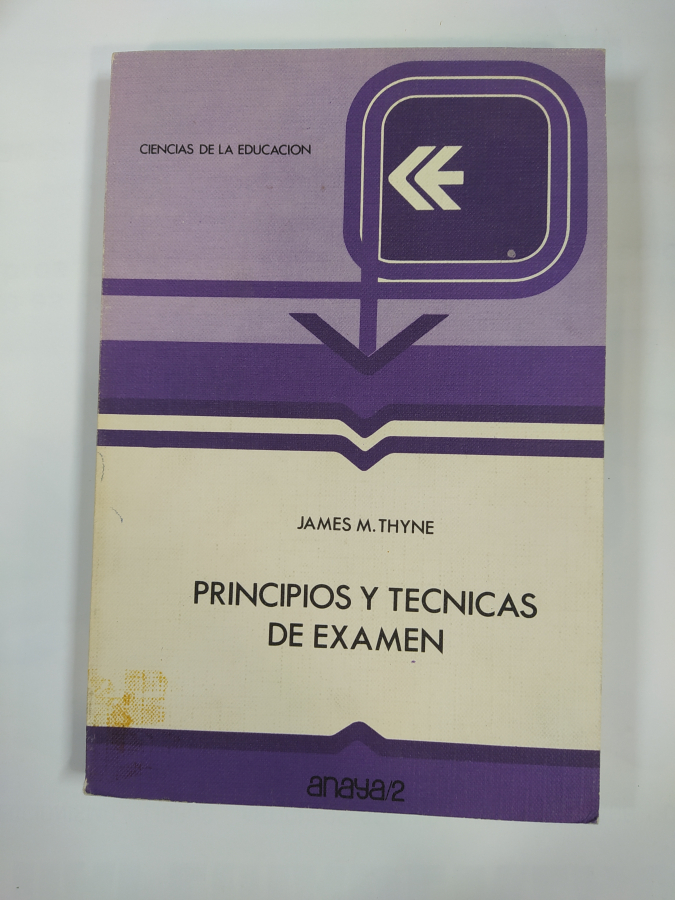 CIENCIAS DE LA EDUCACION
JAMES M. THYNE
PRINCIPIOS Y TECNICAS
DE EXAMEN
anaya/2